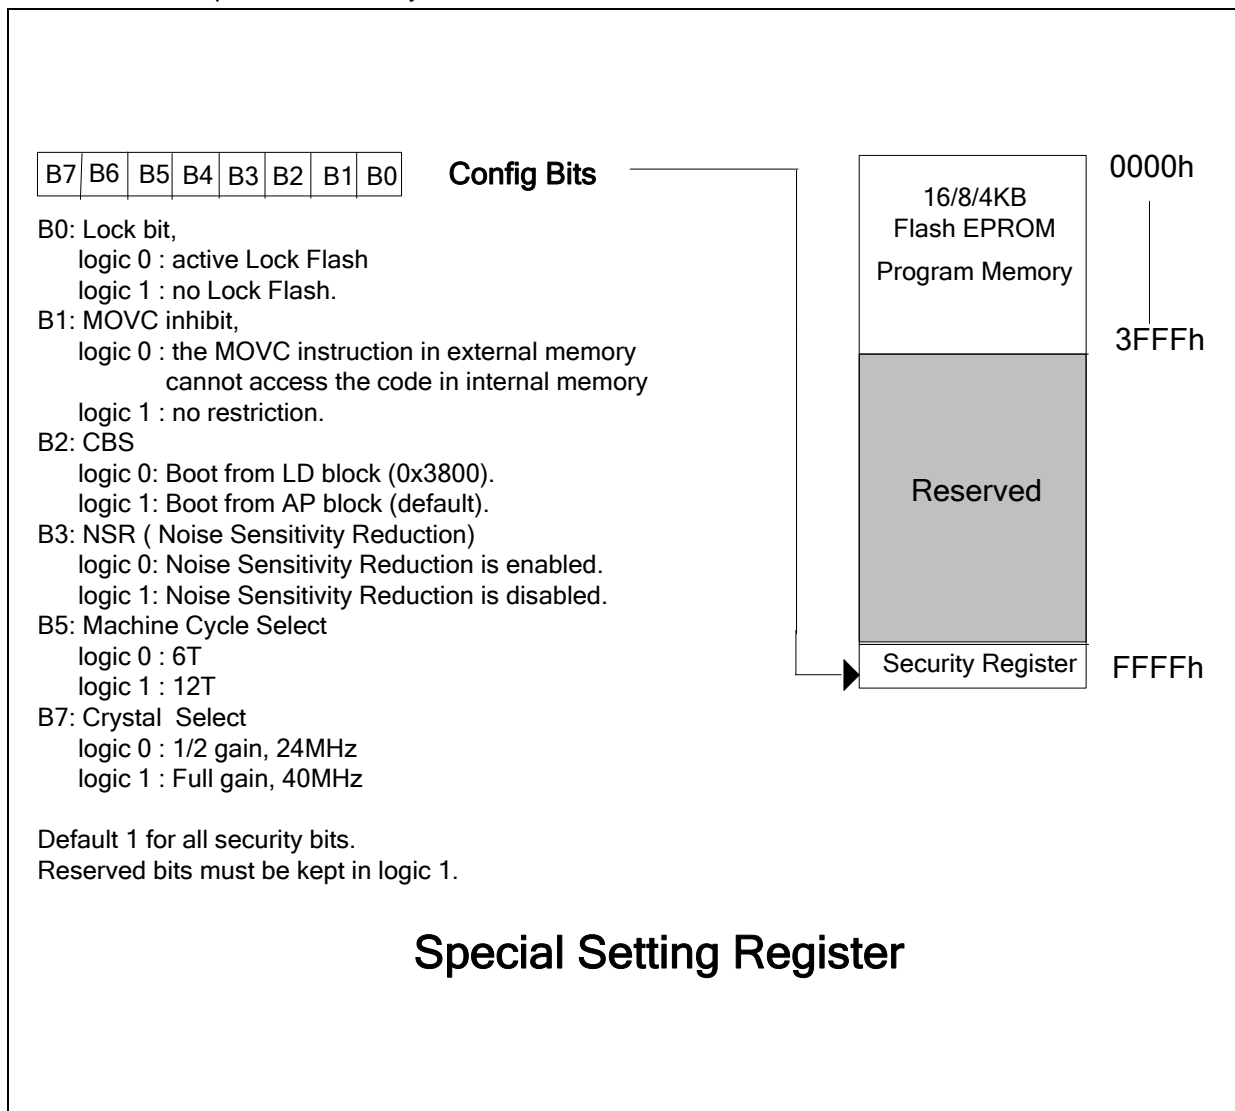 B7 B6 B5 B4 B3 B2 B1 B0
Config Bits
B0: Lock bit,
logic 0 : active Lock Flash
logic 1 : no Lock Flash.
B1: MOVC inhibit,
logic 0 : the MOVC instruction in external memory
cannot access the code in internal memory
logic 1 : no restriction.
B2: CBS
logic 0: Boot from LD block (0x3800).
logic 1: Boot from AP block (default).
B3: NSR ( Noise Sensitivity Reduction)
logic 0: Noise Sensitivity Reduction is enabled.
logic 1: Noise Sensitivity Reduction is disabled.
B5: Machine Cycle Select
logic 0 : 6T
logic 1 : 12T
B7: Crystal Select
logic 0 : 1/2 gain, 24MHz
logic 1 : Full gain, 40MHz
Default 1 for all security bits.
Reserved bits must be kept in logic 1.
16/8/4KB
Flash EPROM
Program Memory
0000h
3FFFh
Reserved
Security Register
FFFFh
Special Setting Register